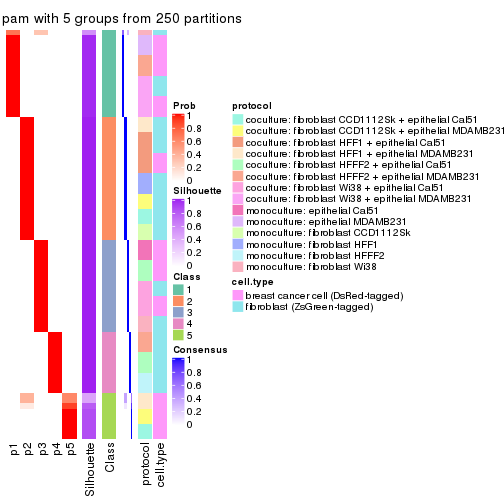 pam with 5 groups from 250 partitions
Prob
1
0.8
0.6
0.4
0.2
0
Silhouette
1
0.8
0.6
0.4
0.2
0
Class
1
2
3
4
5
Consensus
1
0.8
0.6
0.4
0.2
0
protocol
coculture: fibroblast CCD1112Sk + epithelial Cal51
coculture: fibroblast CCD1112Sk + epithelial MDAMB231
coculture: fibroblast HFF1 + epithelial Cal51
coculture: fibroblast HFF1 + epithelial MDAMB231
coculture: fibroblast HFFF2 + epithelial Cal51
coculture: fibroblast HFFF2 + epithelial MDAMB231
coculture: fibroblast Wi38 + epithelial Cal51
coculture: fibroblast Wi38 + epithelial MDAMB231
monoculture: epithelial Cal51
monoculture: epithelial MDAMB231
monoculture: fibroblast CCD1112Sk
monoculture: fibroblast HFF1
monoculture: fibroblast HFFF2
monoculture: fibroblast Wi38
cell.type
breast cancer cell (DsRed-tagged)
fibroblast (ZsGreen-tagged)
p1
p2
p3
p4
p5
Silhouette
Class
protocol
cell.type